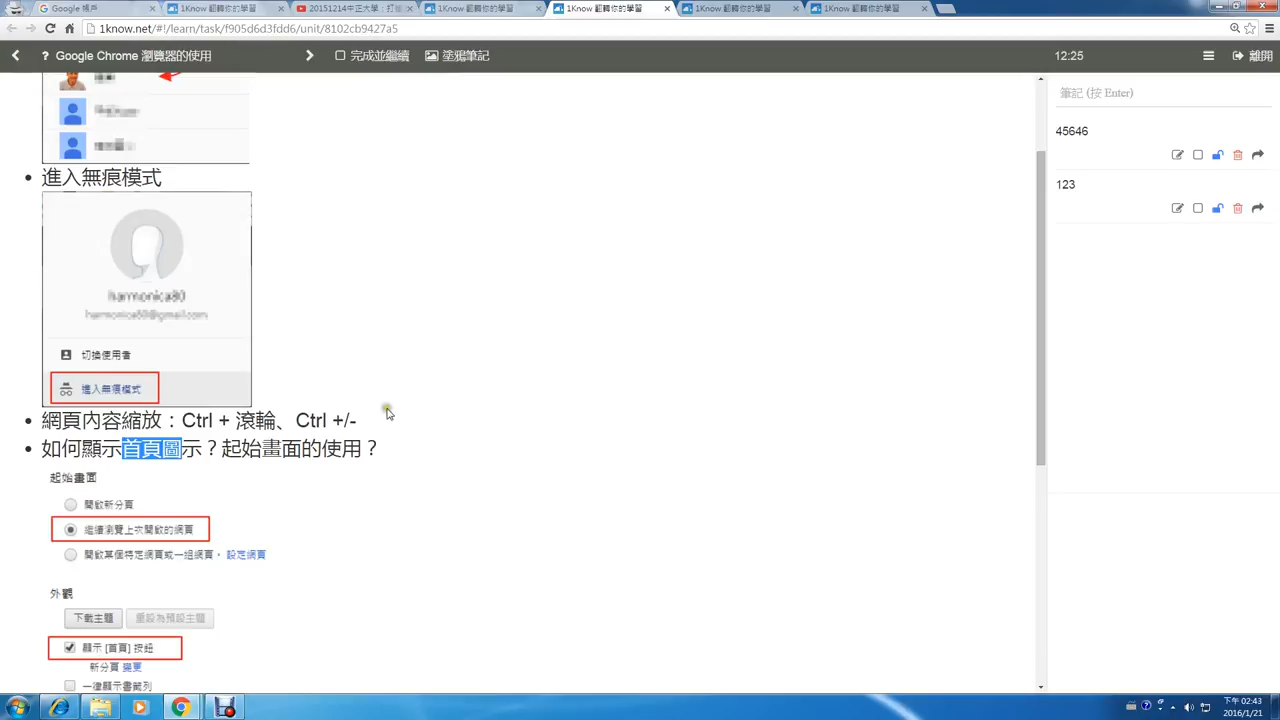 Google 帳戶
1Know 翻轉你的學習
20151214中正大學：打造
1Know 翻轉你的學習
1Know 翻轉你的學習
1Know 翻轉你的學習
1Know 翻轉你的學習
1know.net/#!/learn/task/f905d6d3fdd6/unit/8102cb9427a5
? Google Chrome 瀏覽器的使用
完成並繼續
塗鴉筆記
12:25
離開
筆記 (按 Enter)
45646
123
進入無痕模式
harmonica80
harmonica80@gmail.com
切換使用者
進入無痕模式
網頁內容縮放：Ctrl + 滾輪、Ctrl +/-
如何顯示首頁圖示？起始畫面的使用？
起始畫面
開啟新分頁
繼續瀏覽上次開啟的網頁
開啟某個特定網頁或一組網頁。 設定網頁
外觀
下載主題
重設為預設主題
顯示 [首頁] 按鈕
新分頁 變更
一律顯示書籤列
下午 02:43
2016/1/21